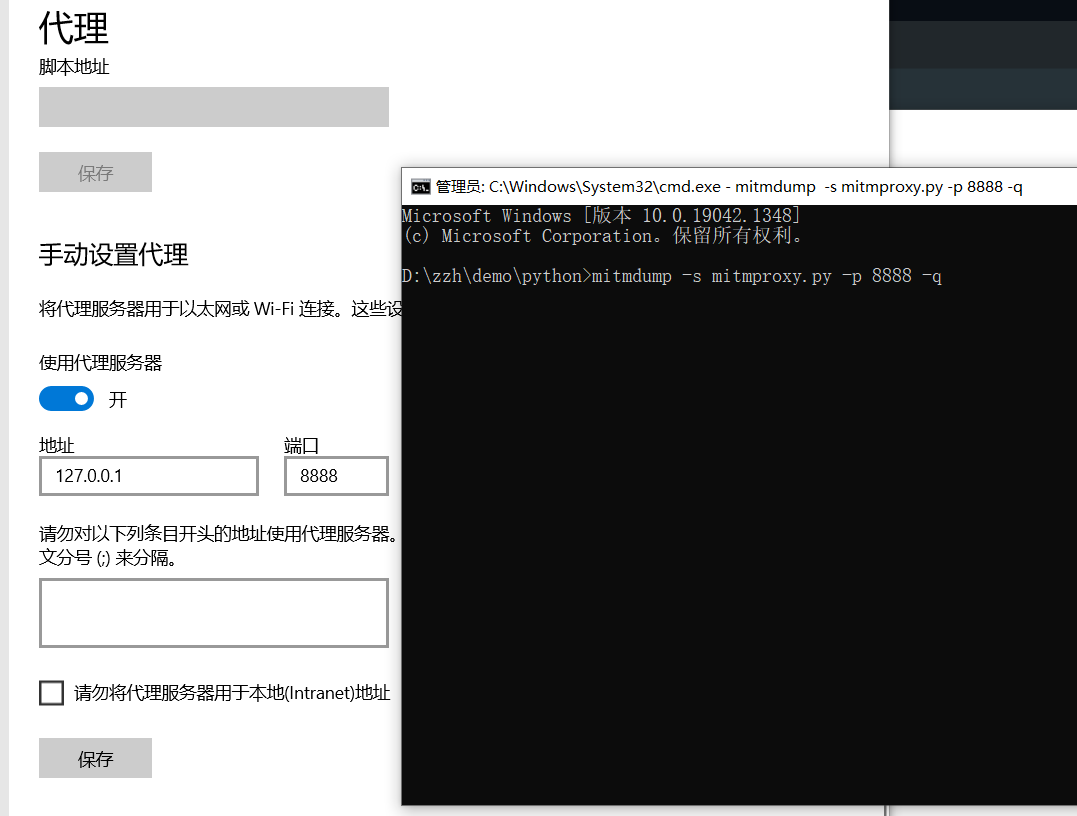 代理
脚本地址
保存
手动设置代理
将代理服务器用于以太网或 Wi-Fi 连接。这些设
使用代理服务器
开
地址
端口
127.0.0.1
8888
请勿对以下列条目开头的地址使用代理服务器。
文分号 (;) 来分隔。
请勿将代理服务器用于本地(Intranet)地址
保存
管理员: C:\Windows\System32\cmd.exe - mitmdump  -s mitmproxy.py -p 8888 -q
Microsoft Windows [版本 10.0.19042.1348]
(c) Microsoft Corporation。保留所有权利。
D:\zzh\demo\python>mitmdump -s mitmproxy.py -p 8888 -q